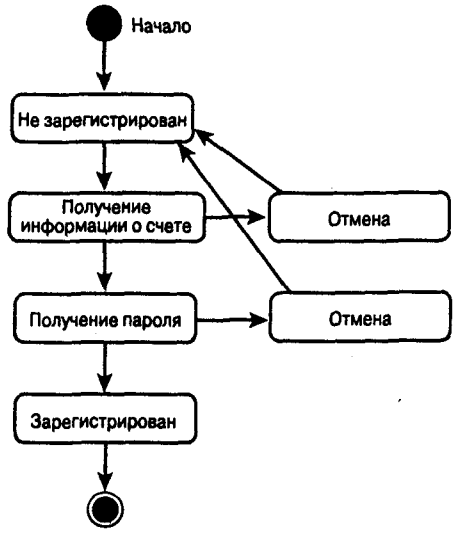 Начало
Не зарегистрирован
Получение
информации о счете
Отмена
Получение пароля
Отмена
Зарегистрирован